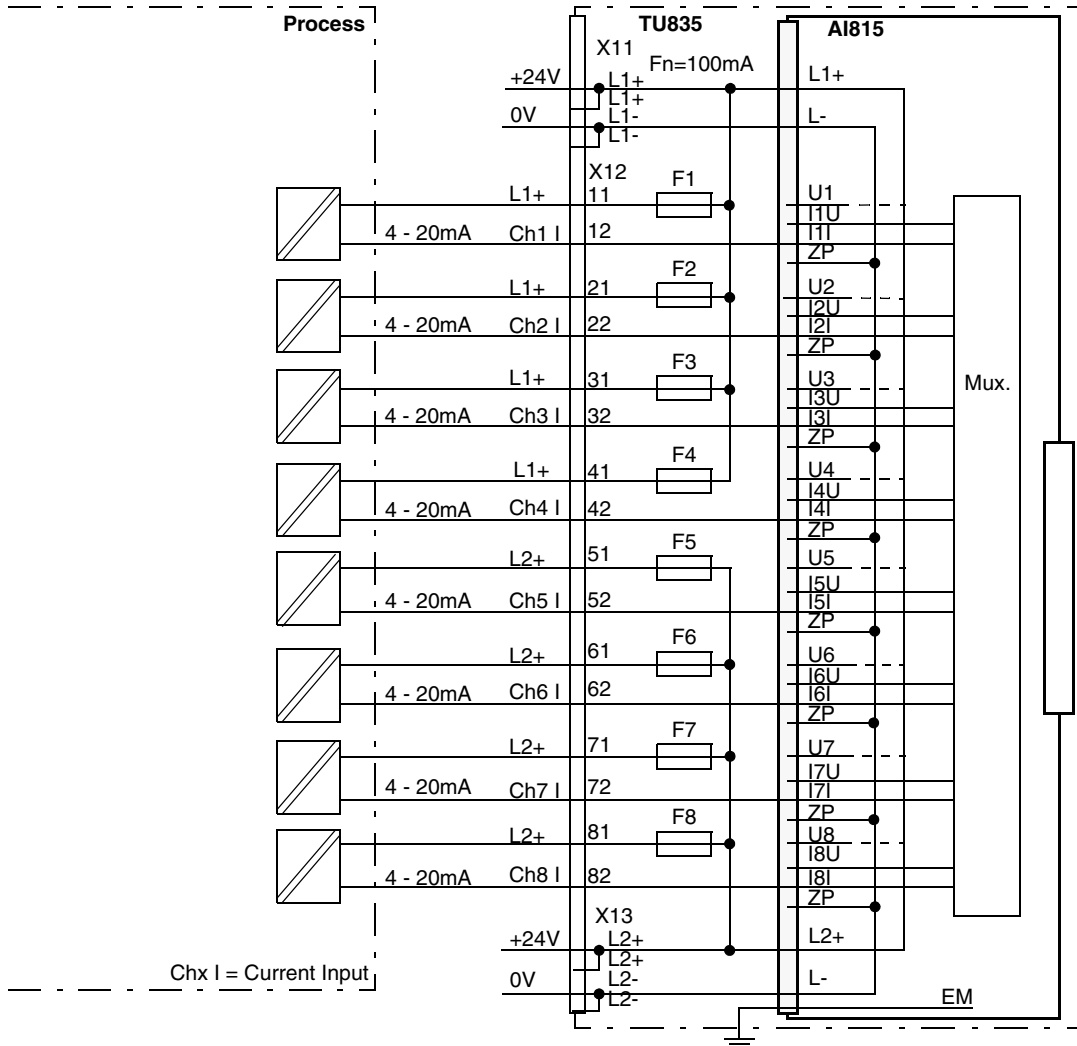 Process TU835 AI815
X11 Fn=100mA
+24V L1+ L1+
L1+
0V L1- L-
L1-
X12
L1+ 11 F1 U1
I1U
4 - 20mA Ch1 I 12 I1I
ZP
L1+ 21 F2 U2
I2U
4 - 20mA Ch2 I 22 I2I
ZP
L1+ 31 F3 U3
Mux.
I3U
4 - 20mA Ch3 I 32 I3I
ZP
L1+ 41 F4 U4
I4U
4 - 20mA Ch4 I 42 I4I
ZP
L2+ 51 F5 U5
I5U
4 - 20mA Ch5 I 52 I5I
ZP
L2+ 61 F6 U6
I6U
4 - 20mA Ch6 I 62 I6I
ZP
L2+ 71 F7 U7
I7U
4 - 20mA Ch7 I 72 I7I
ZP
L2+ 81 F8 U8
I8U
4 - 20mA Ch8 I 82 I8I
ZP
X13
+24V L2+ L2+
L2+
Chx I = Current Input 0V L2- L-
L2-
EM